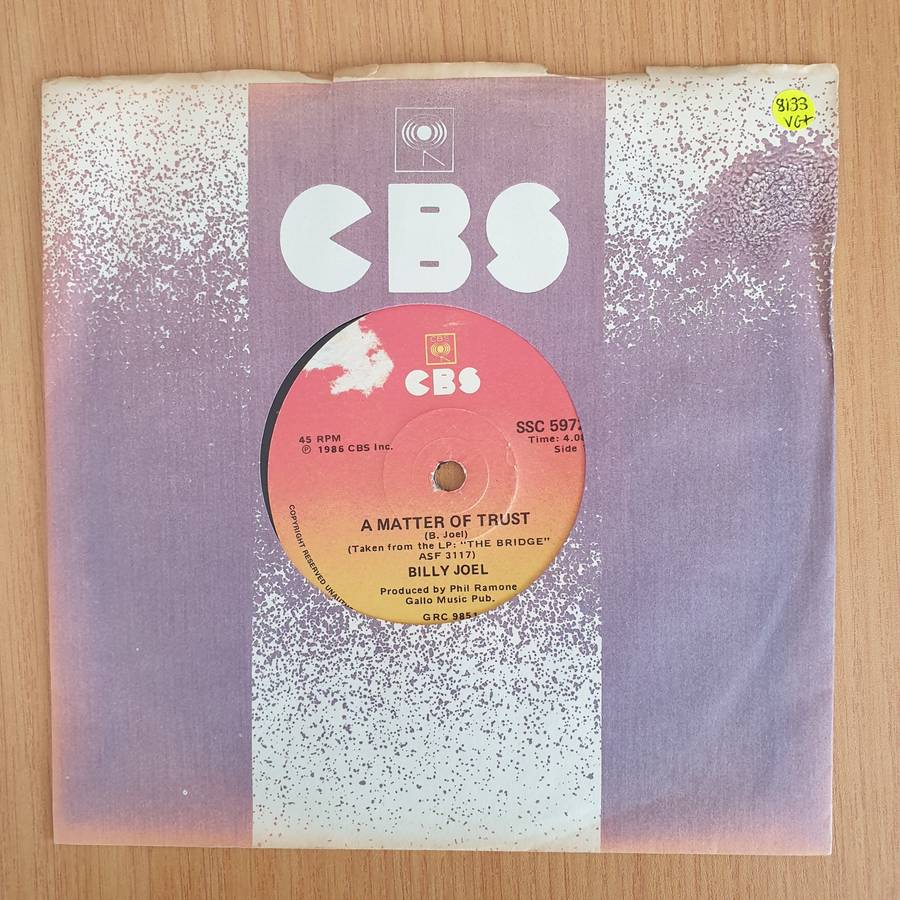 8133
VG+
CBS
CBS
CBS
45 RPM
℗ 1986 CBS Inc.
SSC 597
Time: 4.0
Side
A MATTER OF TRUST
(B. Joel)
(Taken from the LP: "THE BRIDGE"
ASF 3117)
BILLY JOEL
Produced by Phil Ramone
Gallo Music Pub.
GRC 985
COPYRIGHT RESERVED